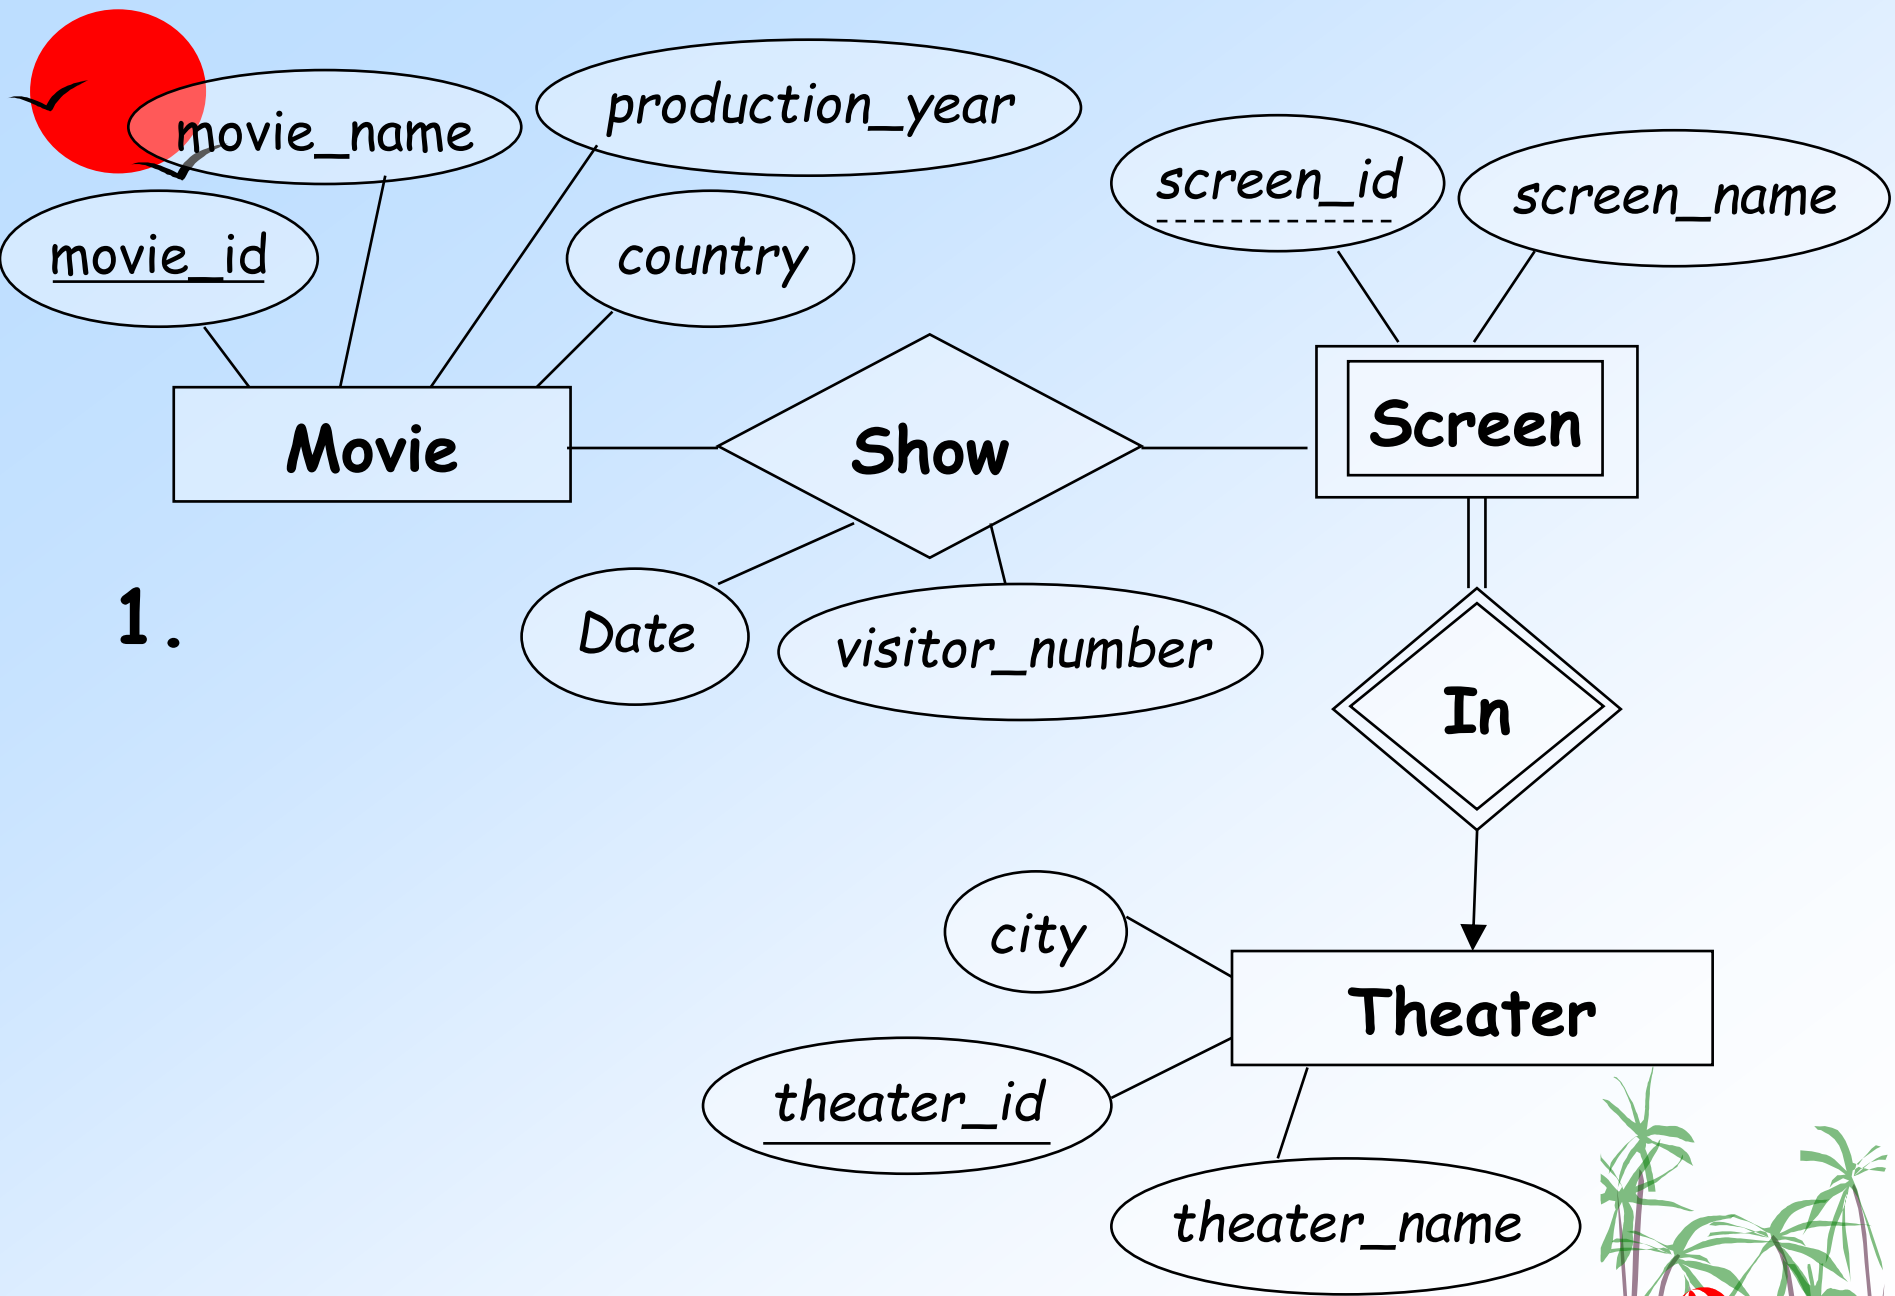 movie_name
production_year
screen_id
screen_name
movie_id
country
Movie
Show
Screen
1.
Date
visitor_number
In
city
Theater
theater_id
theater_name